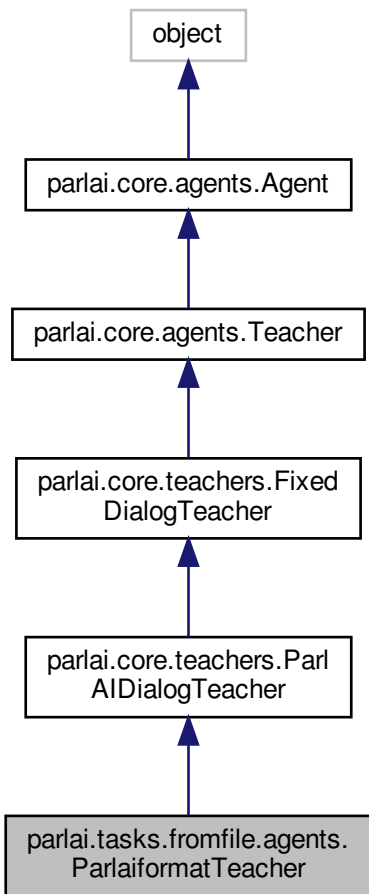 object
parlai.core.agents.Agent
parlai.core.agents.Teacher
parlai.core.teachers.Fixed
DialogTeacher
parlai.core.teachers.Parl
AIDialogTeacher
parlai.tasks.fromfile.agents.
ParlaiformatTeacher